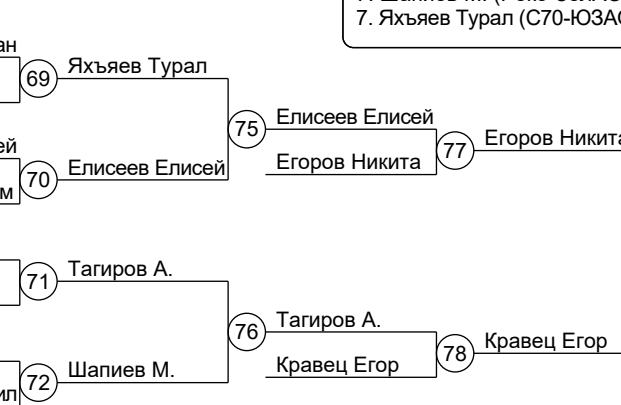 7. Яхъяев Турал (С70-ЮЗАО
69
Яхъяев Турал
75
Елисеев Елисей
70
Елисеев Елисей
Егоров Никита
77
Егоров Никита
71
Тагиров А.
76
Тагиров А.
78
Кравец Егор
72
Шапиев М.
Кравец Егор